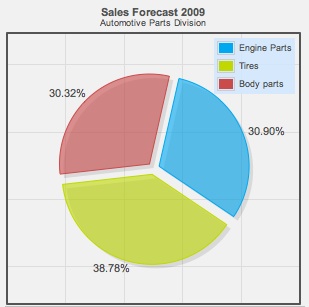 Sales Forecast 2009
Automotive Parts Division
Engine Parts
Tires
Body parts
30.32%
30.90%
38.78%